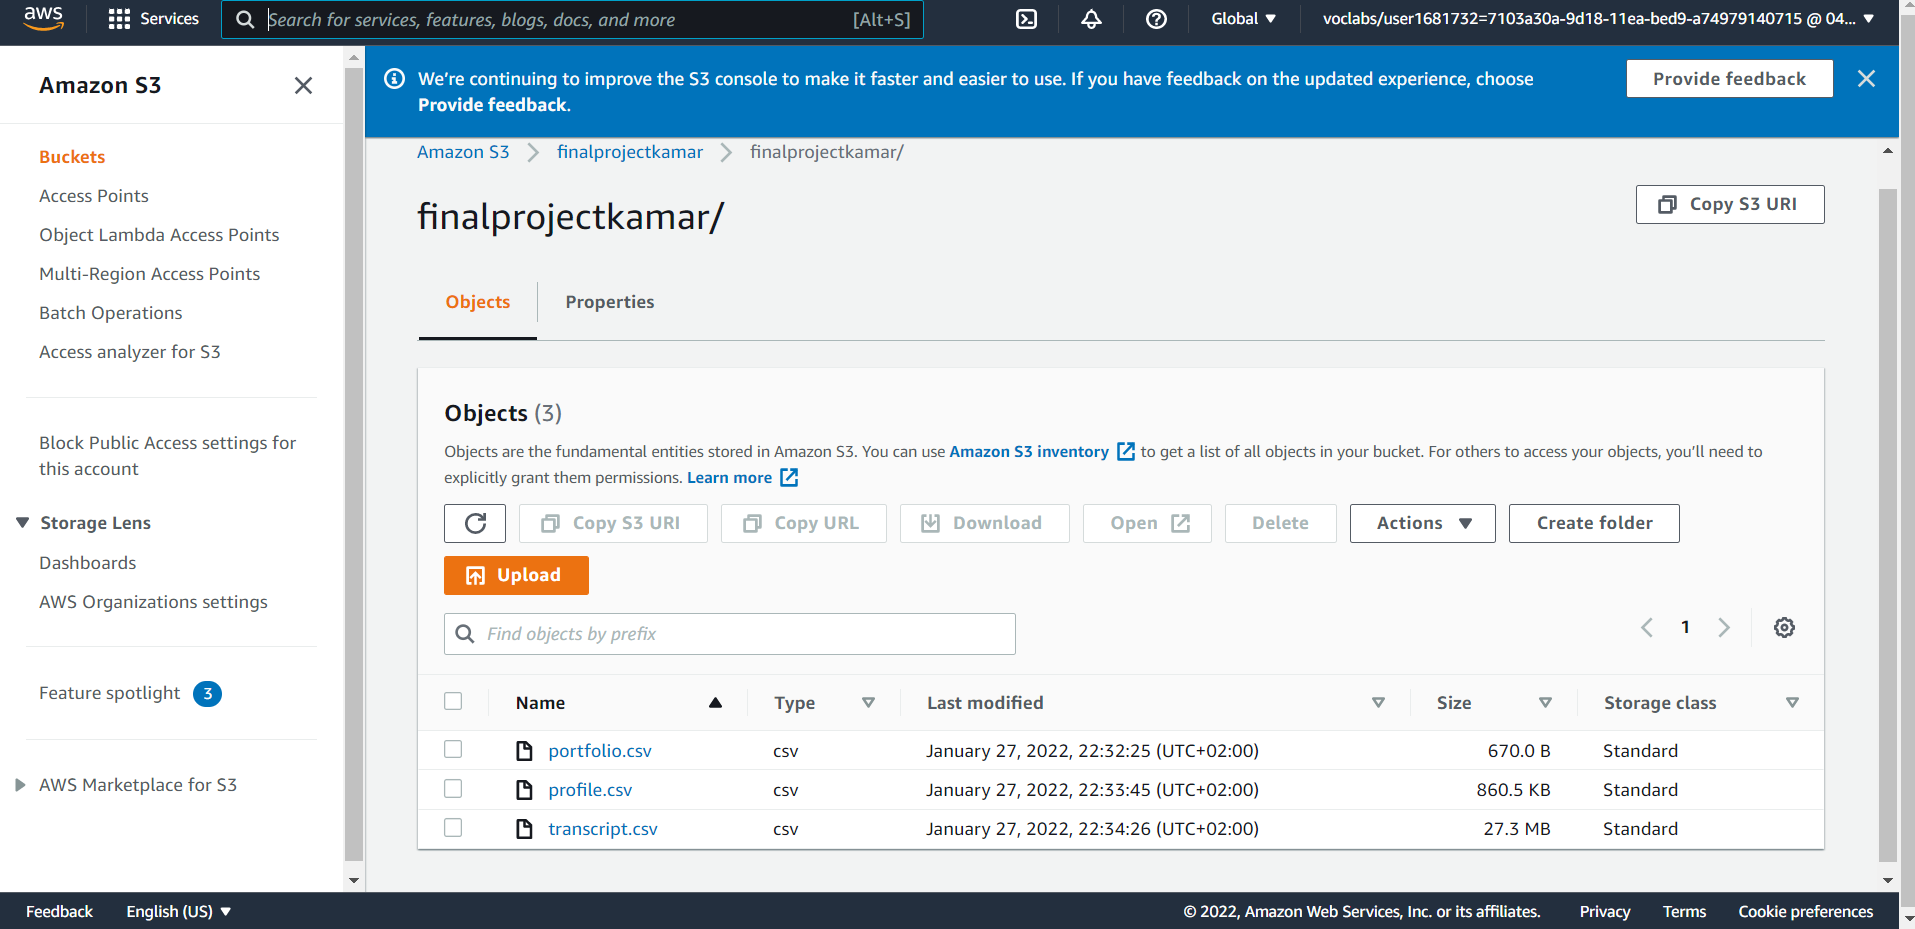 aws
Services
Search for services, features, blogs, docs, and more [Alt+S]
Global
voclabs/user1681732=7103a30a-9d18-11ea-bed9-a74979140715 @ 04...
Amazon S3
Buckets
Access Points
Object Lambda Access Points
Multi-Region Access Points
Batch Operations
Access analyzer for S3
Block Public Access settings for
this account
Storage Lens
Dashboards
AWS Organizations settings
Feature spotlight 3
AWS Marketplace for S3
We're continuing to improve the S3 console to make it faster and easier to use. If you have feedback on the updated experience, choose
Provide feedback.
Provide feedback
Amazon S3 finalprojectkamar finalprojectkamar/
finalprojectkamar/
Copy S3 URI
Objects Properties
Objects (3)
Objects are the fundamental entities stored in Amazon S3. You can use Amazon S3 inventory to get a list of all objects in your bucket. For others to access your objects, you'll need to
explicitly grant them permissions. Learn more
Copy S3 URI Copy URL Download Open Delete Actions Create folder
Upload
Find objects by prefix
1
Name Type Last modified Size Storage class
portfolio.csv csv January 27, 2022, 22:32:25 (UTC+02:00) 670.0 B Standard
profile.csv csv January 27, 2022, 22:33:45 (UTC+02:00) 860.5 KB Standard
transcript.csv csv January 27, 2022, 22:34:26 (UTC+02:00) 27.3 MB Standard
Feedback English (US) © 2022, Amazon Web Services, Inc. or its affiliates. Privacy Terms Cookie preferences